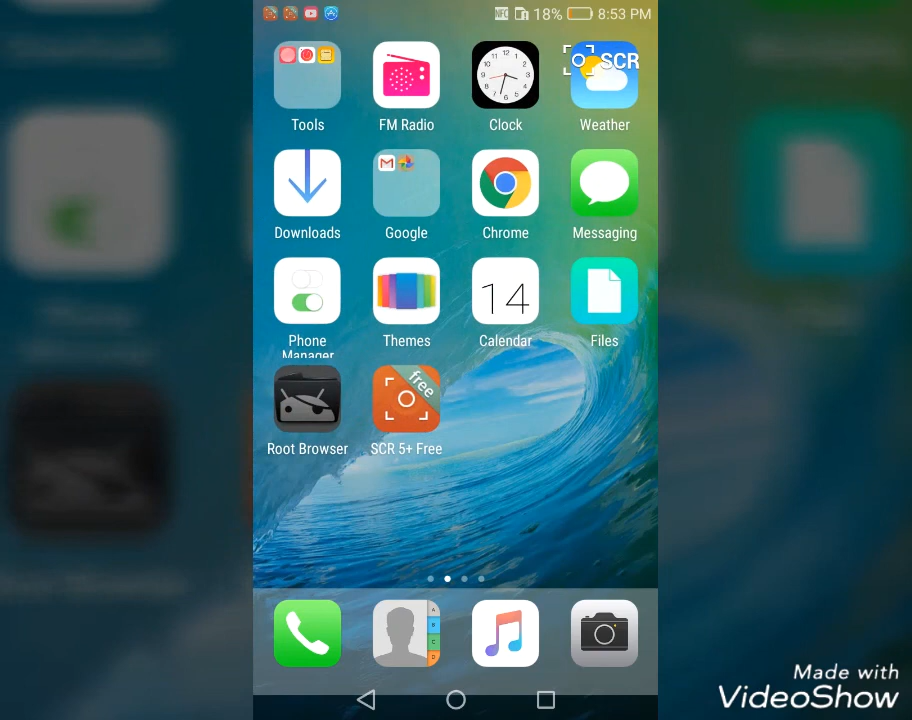 NFC 18% 8:53 PM
SCR
Tools FM Radio Clock Weather
Downloads Google Chrome Messaging
14
Phone Manager Themes Calendar Files
free
Root Browser SCR 5+ Free
A
B
C
D
Made with
VideoShow